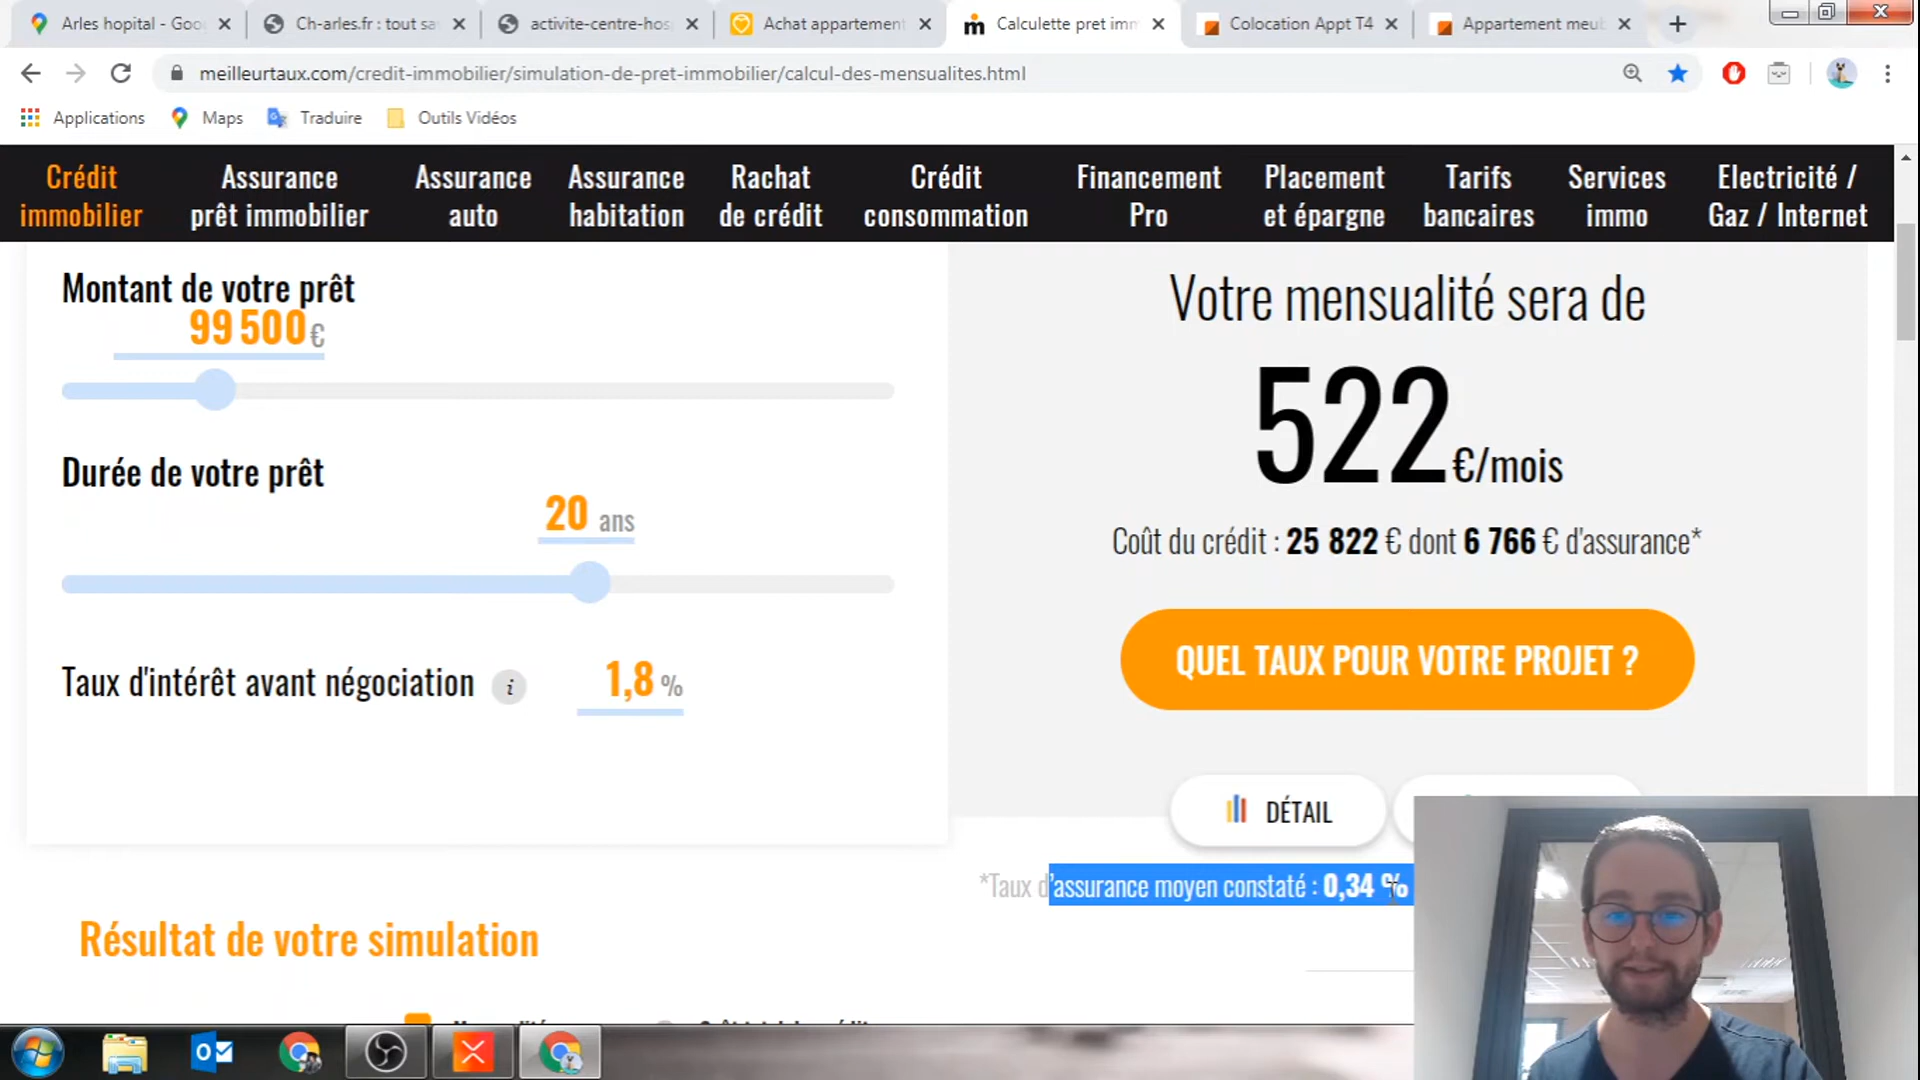 Arles hopital - Goo
Ch-arles.fr : tout sa
activite-centre-hos
Achat appartement
Calculette pret imm
Colocation Appt T4
Appartement meu
meilleurtaux.com/credit-immobilier/simulation-de-pret-immobilier/calcul-des-mensualites.html
Applications
Maps
Traduire
Outils Vidéos
Crédit immobilier
Assurance prêt immobilier
Assurance auto
Assurance habitation
Rachat de crédit
Crédit consommation
Financement Pro
Placement et épargne
Tarifs bancaires
Services immo
Electricité / Gaz / Internet
Montant de votre prêt
99 500 €
Durée de votre prêt
20 ans
Taux d'intérêt avant négociation i 1,8 %
Votre mensualité sera de
522 €/mois
Coût du crédit : 25 822 € dont 6 766 € d'assurance*
QUEL TAUX POUR VOTRE PROJET ?
DÉTAIL
*Taux d'assurance moyen constaté : 0,34 %
Résultat de votre simulation